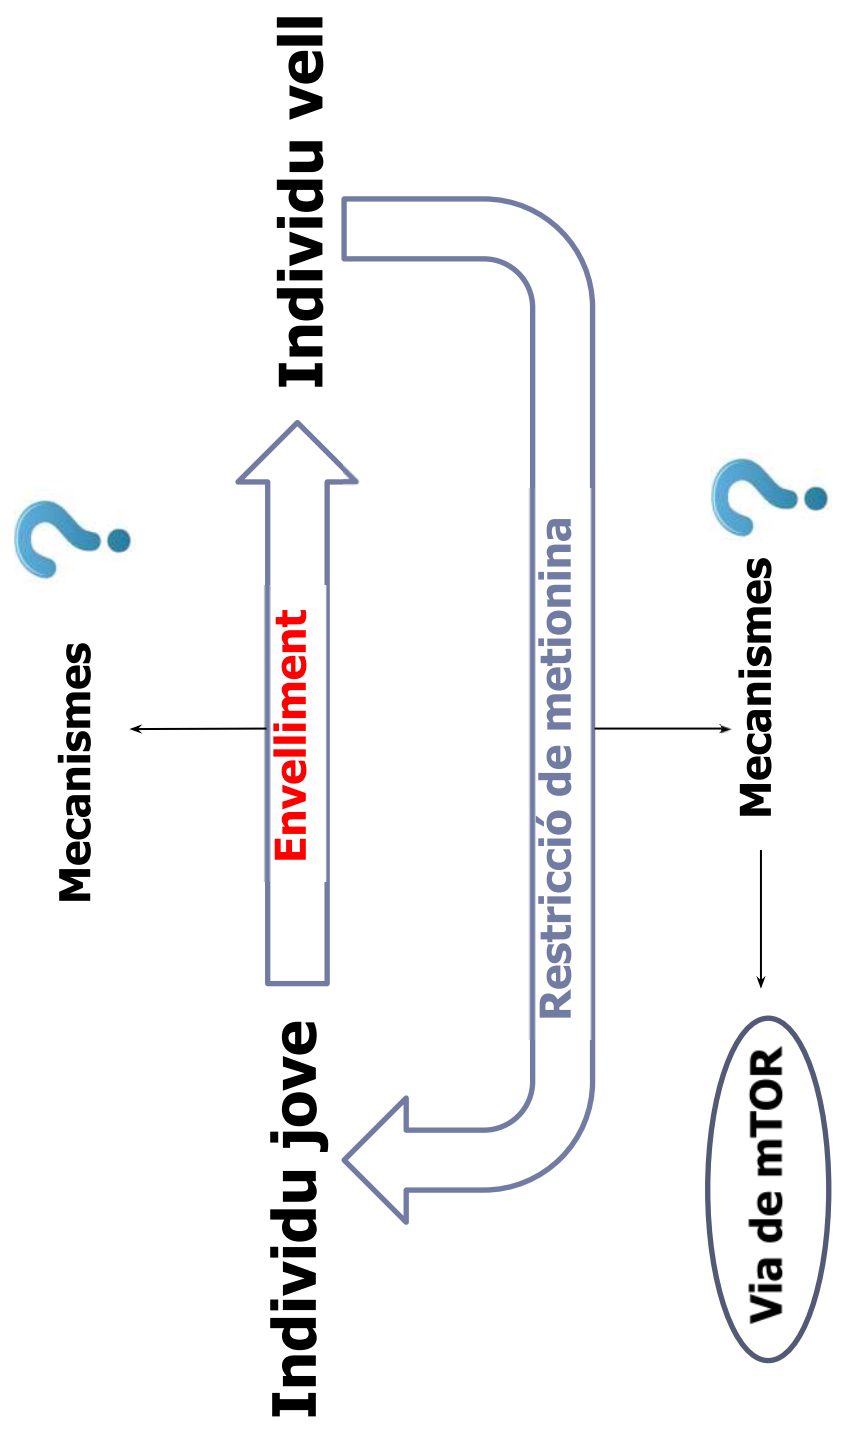 Mecanismes ?
Individu jove
Envelliment
Individu vell
Restricció de metionina
Via de mTOR
Mecanismes ?